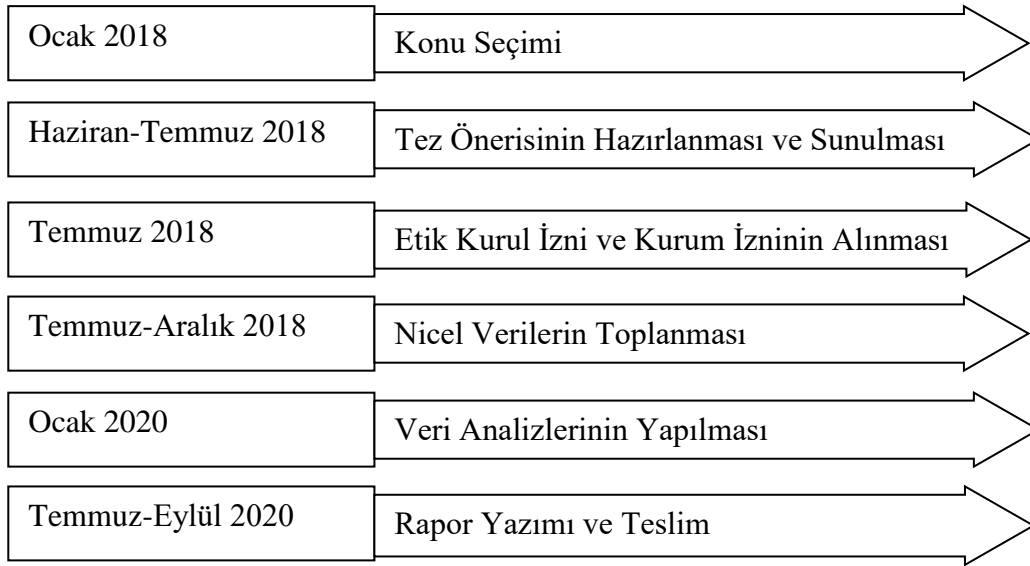 Ocak 2018
Konu Seçimi
Haziran-Temmuz 2018
Tez Önerisinin Hazırlanması ve Sunulması
Temmuz 2018
Etik Kurul İzni ve Kurum İzninin Alınması
Temmuz-Aralık 2018
Nicel Verilerin Toplanması
Ocak 2020
Veri Analizlerinin Yapılması
Temmuz-Eylül 2020
Rapor Yazımı ve Teslim